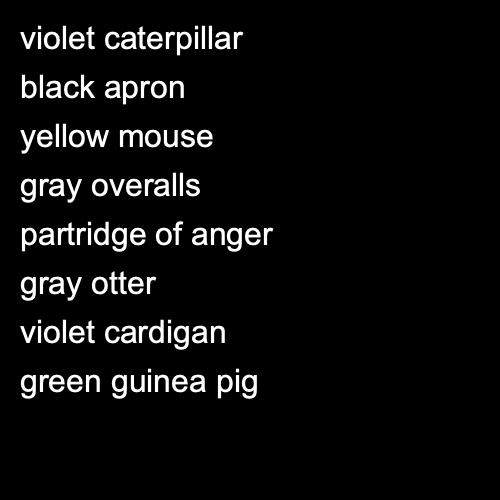 violet caterpillar
black apron
yellow mouse
gray overalls
partridge of anger
gray otter
violet cardigan
green guinea pig